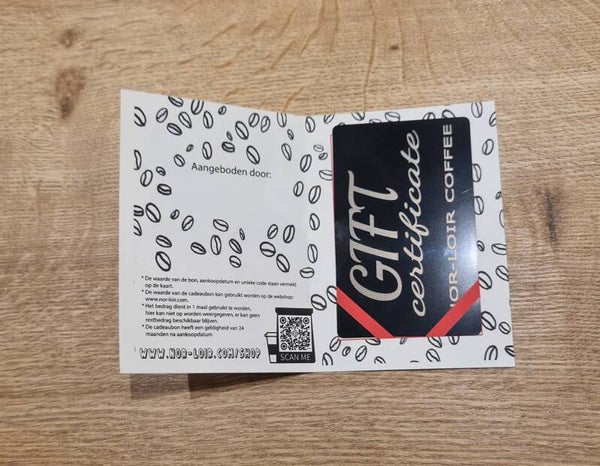 Aangeboden door:
* De waarde van de bon, aankoopdatum en unieke code staan vermeld
op de kaart.
* De waarde van de cadeaubon kan gebruikt worden op de webshop:
www.nor-loir.com.
* Het bedrag dient in 1 maal gebruikt te worden,
hier kan niet op worden weergegeven, er kan geen
restbedrag beschikbaar blijven.
* De cadeaubon heeft een geldigheid van 24
maanden na aankoopdatum.
WWW.NOR-LOIR.COM/SHOP
SCAN ME
GIFT
certificate
NOR-LOIR COFFEE